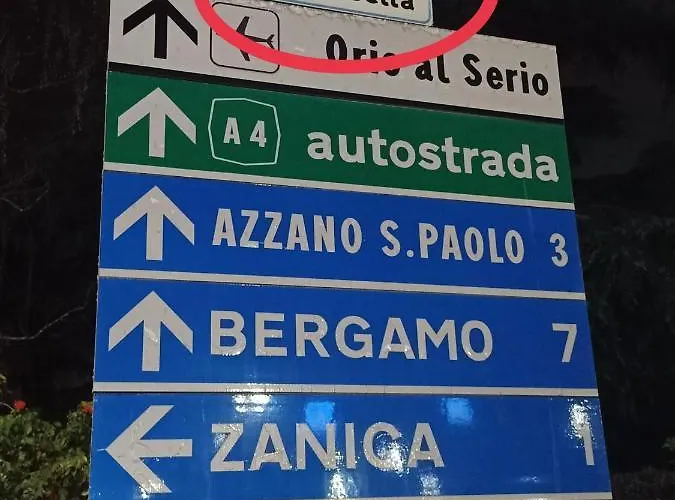 Orio al Serio
A4 autostrada
AZZANO S.PAOLO 3
BERGAMO 7
ZANICA 1